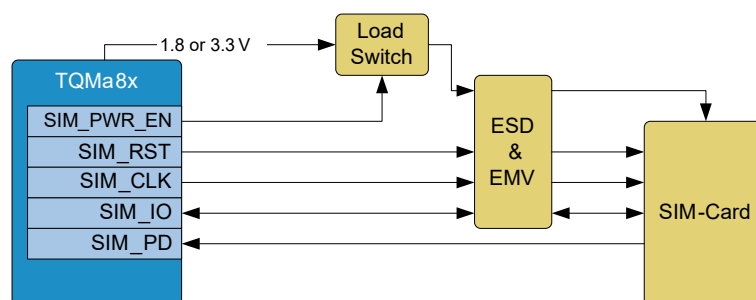 1.8 or 3.3 V
Load
Switch
TQMa8x
SIM_PWR_EN
SIM_RST
SIM_CLK
SIM_IO
SIM_PD
ESD
&
EMV
SIM-Card